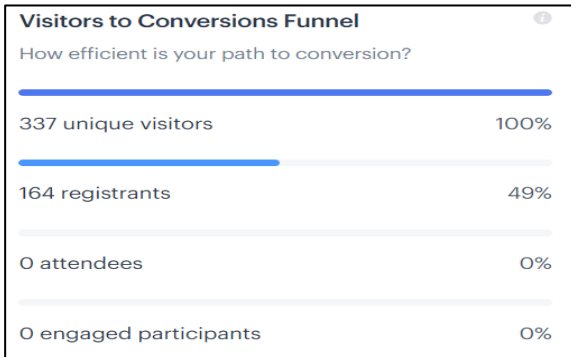 Visitors to Conversions Funnel
How efficient is your path to conversion?
337 unique visitors 100%
164 registrants 49%
0 attendees 0%
0 engaged participants 0%